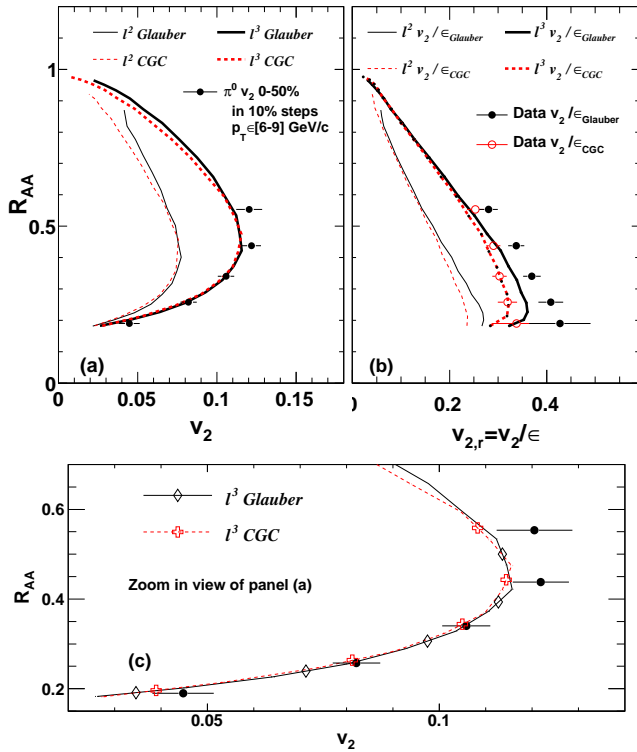 l² Glauber
l³ Glauber
l² CGC
l³ CGC
π⁰ v₂ 0-50%
in 10% steps
p_T∈[6-9] GeV/c
R_AA
1
0.5
0
(a)
0
0.05
0.1
0.15
v₂
l² v₂/∈_Glauber
l³ v₂/∈_Glauber
l² v₂/∈_CGC
l³ v₂/∈_CGC
Data v₂/∈_Glauber
Data v₂/∈_CGC
(b)
0
0.2
0.4
v₂,r=v₂/∈
l³ Glauber
l³ CGC
Zoom in view of panel (a)
R_AA
0.6
0.4
0.2
(c)
0.05
0.1
v₂